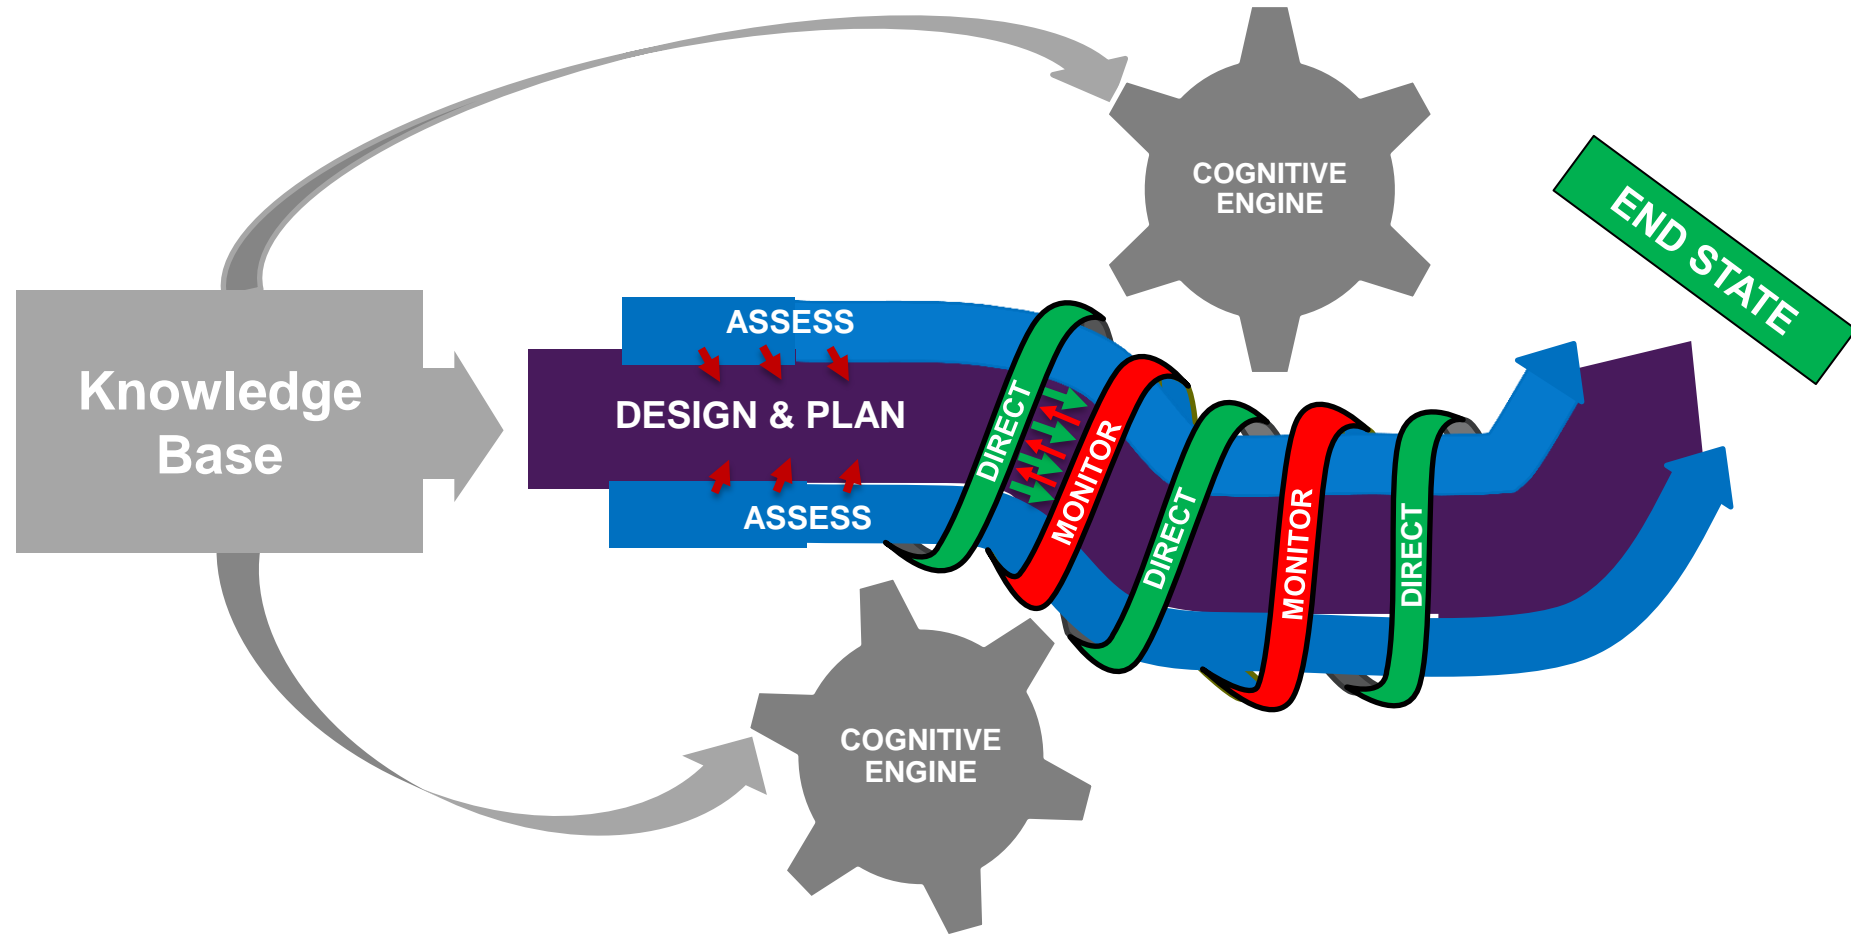 COGNITIVE
ENGINE
END STATE
Knowledge
Base
ASSESS
DESIGN & PLAN
ASSESS
DIRECT
MONITOR
DIRECT
MONITOR
DIRECT
COGNITIVE
ENGINE